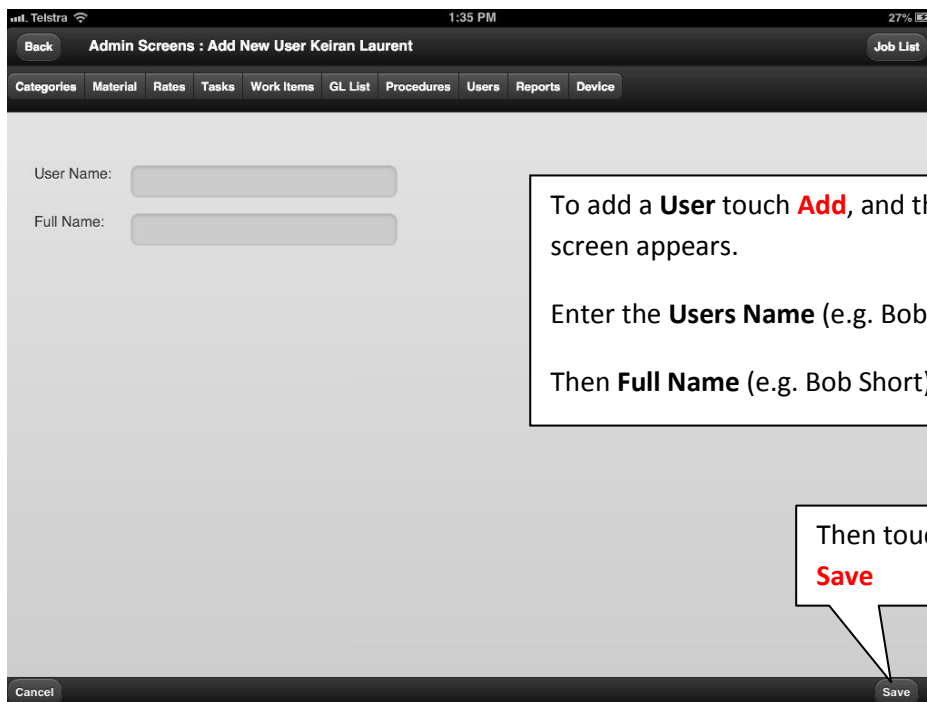 Telstra 1:35 PM 27%
Back Admin Screens : Add New User Keiran Laurent Job List
Categories Material Rates Tasks Work Items GL List Procedures Users Reports Device
User Name:
Full Name:
To add a User touch Add, and
screen appears.
Enter the Users Name (e.g. Bob
Then Full Name (e.g. Bob Short)
Then
Save
Cancel Save